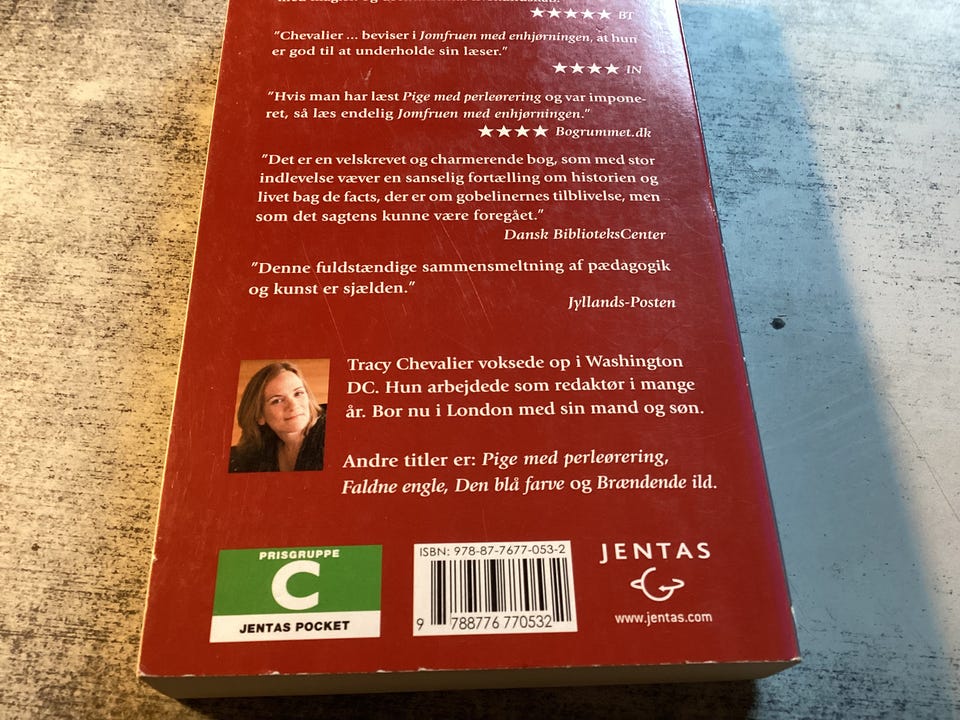 ★★★★★ BT
"Chevalier ... beviser i Jomfruen med enhjørningen, at hun
er god til at underholde sin læser."
★★★★ IN
"Hvis man har læst Pige med perleørering og var impone-
ret, så læs endelig Jomfruen med enhjørningen."
★★★★ Bogrummet.dk
"Det er en velskrevet og charmerende bog, som med stor
indlevelse væver en sanselig fortælling om historien og
livet bag de facts, der er om gobelinernes tilblivelse, men
som det sagtens kunne være foregået."
Dansk BiblioteksCenter
"Denne fuldstændige sammensmeltning af pædagogik
og kunst er sjælden."
Jyllands-Posten
Tracy Chevalier voksede op i Washington
DC. Hun arbejdede som redaktør i mange
år. Bor nu i London med sin mand og søn.
Andre titler er: Pige med perleørering,
Faldne engle, Den blå farve og Brændende ild.
PRISGRUPPE
C
JENTAS POCKET
ISBN: 978-87-7677-053-2
9 788776 770532
JENTAS
www.jentas.com